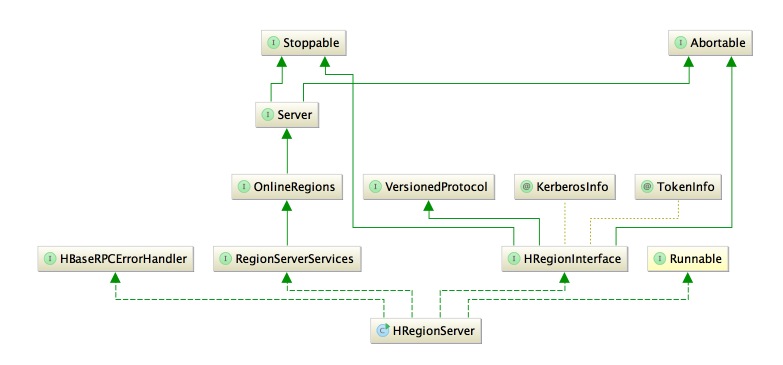 I Stoppable
I Abortable
I Server
I OnlineRegions
I VersionedProtocol
@ KerberosInfo
@ TokenInfo
I HBaseRPCErrorHandler
I RegionServerServices
I HRegionInterface
I Runnable
C HRegionServer